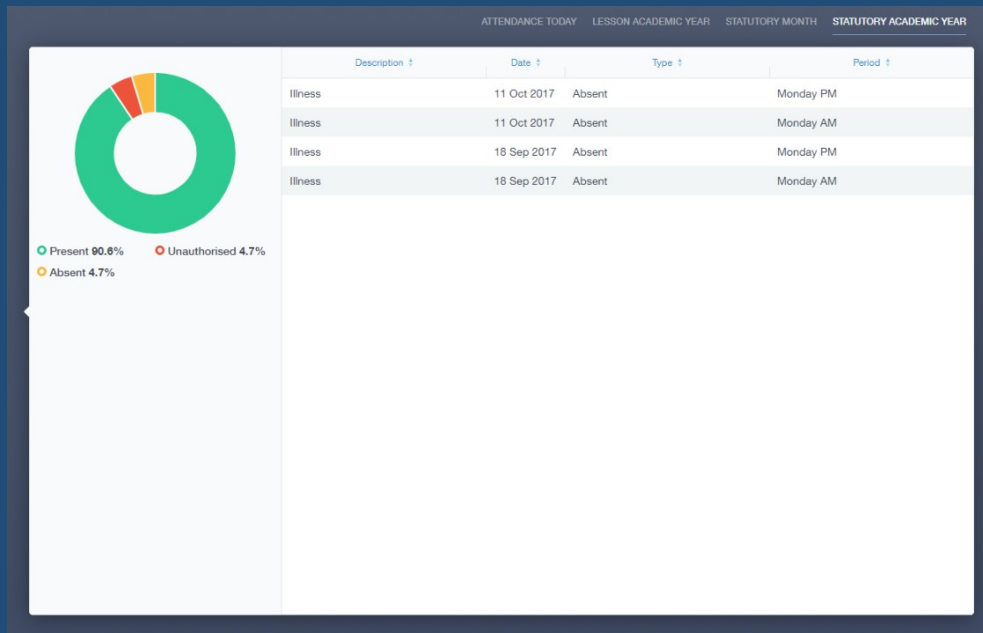 ATTENDANCE TODAY LESSON ACADEMIC YEAR STATUTORY MONTH STATUTORY ACADEMIC YEAR
Description Date Type Period
Illness 11 Oct 2017 Absent Monday PM
Illness 11 Oct 2017 Absent Monday AM
Illness 18 Sep 2017 Absent Monday PM
Illness 18 Sep 2017 Absent Monday AM
Present 90.6% Unauthorised 4.7%
Absent 4.7%